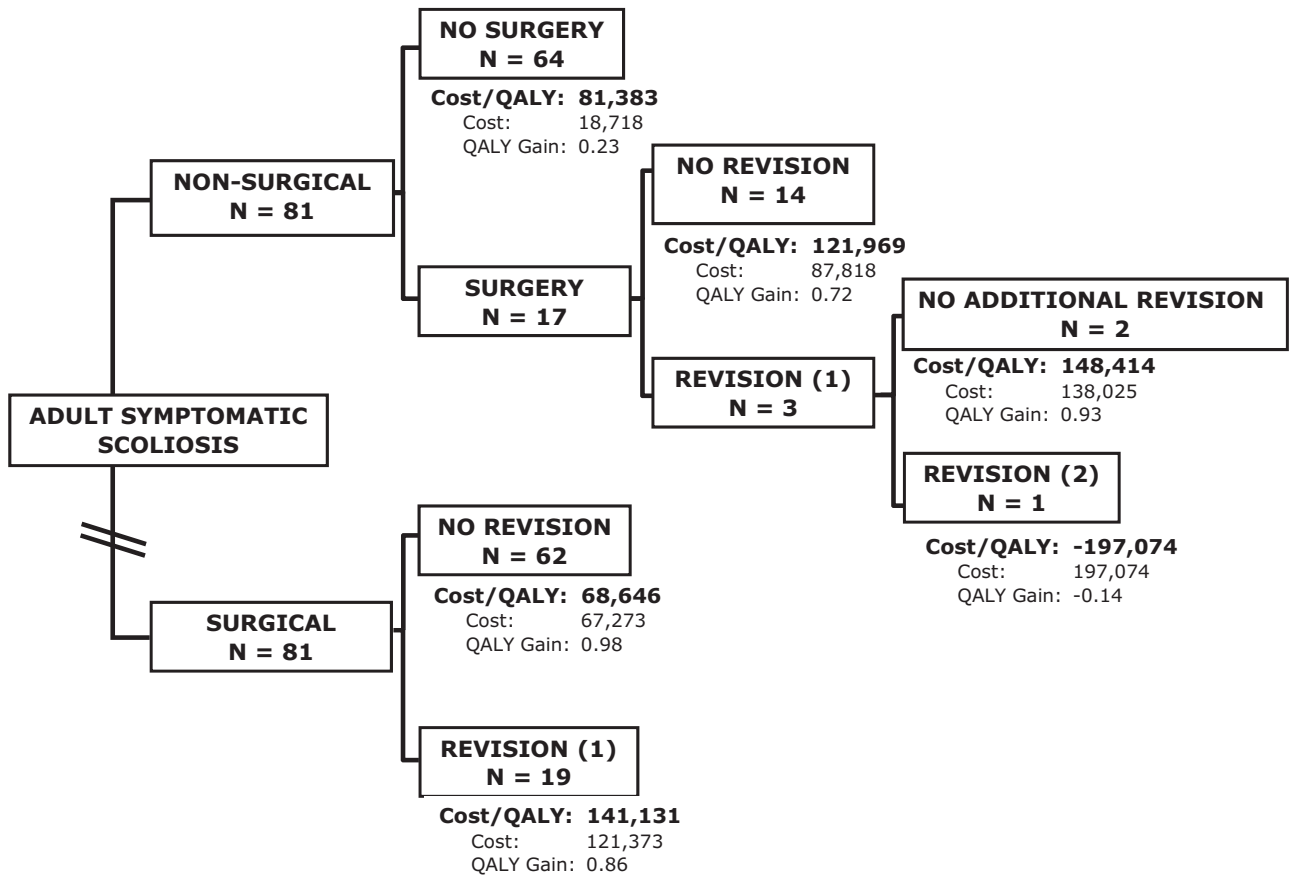 NO SURGERY
N = 64
Cost/QALY: 81,383
Cost: 18,718
QALY Gain: 0.23
NON-SURGICAL
N = 81
NO REVISION
N = 14
Cost/QALY: 121,969
Cost: 87,818
QALY Gain: 0.72
SURGERY
N = 17
NO ADDITIONAL REVISION
N = 2
Cost/QALY: 148,414
Cost: 138,025
QALY Gain: 0.93
REVISION (1)
N = 3
REVISION (2)
N = 1
Cost/QALY: -197,074
Cost: 197,074
QALY Gain: -0.14
ADULT SYMPTOMATIC
SCOLIOSIS
NO REVISION
N = 62
Cost/QALY: 68,646
Cost: 67,273
QALY Gain: 0.98
SURGICAL
N = 81
REVISION (1)
N = 19
Cost/QALY: 141,131
Cost: 121,373
QALY Gain: 0.86